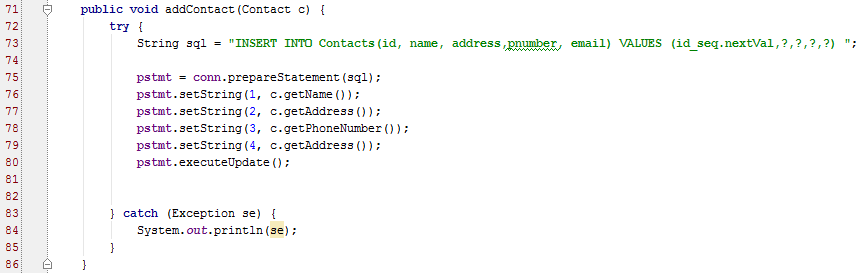 71 public void addContact(Contact c) {
72 try {
73 String sql = "INSERT INTO Contacts(id, name, address,pnumber, email) VALUES (id_seq.nextVal,?,?,?,?) ";
74
75 pstmt = conn.prepareStatement(sql);
76 pstmt.setString(1, c.getName());
77 pstmt.setString(2, c.getAddress());
78 pstmt.setString(3, c.getPhoneNumber());
79 pstmt.setString(4, c.getAddress());
80 pstmt.executeUpdate();
81
82
83 } catch (Exception se) {
84 System.out.println(se);
85 }
86 }